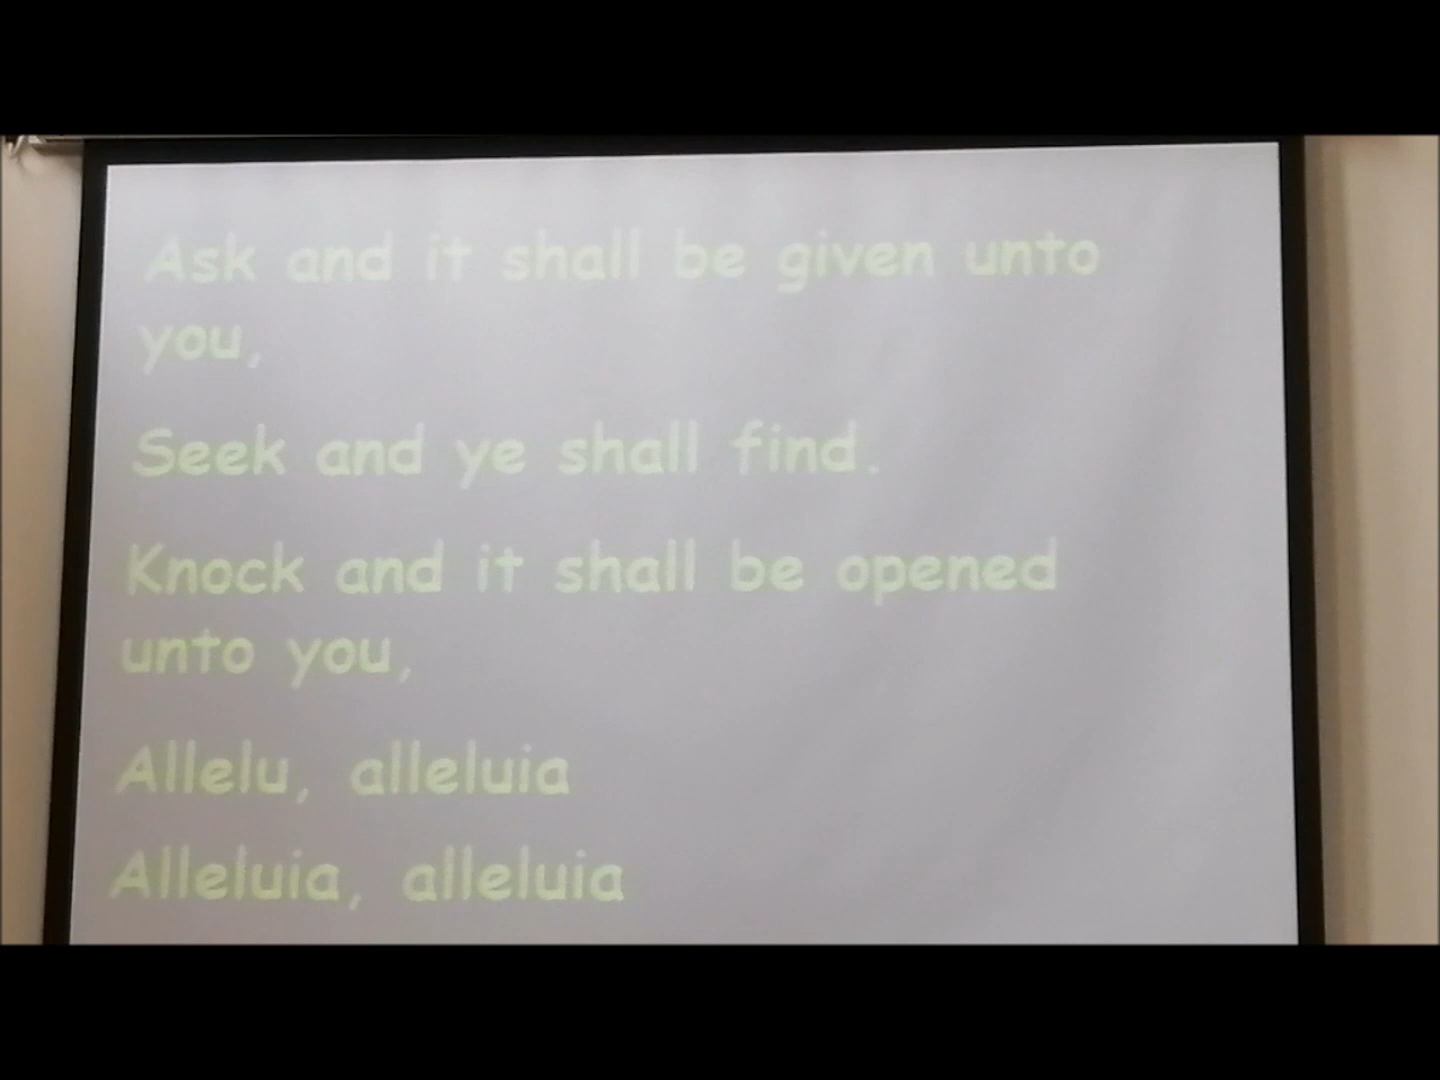 Ask and it shall be given unto
you,
Seek and ye shall find.
Knock and it shall be opened
unto you,
Allelu, alleluia
Alleluia, alleluia